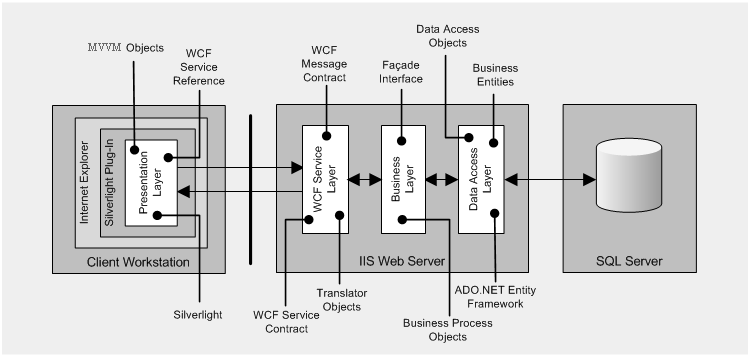 MVVM Objects
WCF
Service
Reference
WCF
Message
Contract
Façade
Interface
Data Access
Objects
Business
Entities
Internet Explorer
Silverlight Plug-In
Presentation
Layer
Client Workstation
WCF Service
Layer
Business
Layer
Data Access
Layer
IIS Web Server
SQL Server
Silverlight
WCF Service
Contract
Translator
Objects
Business Process
Objects
ADO.NET Entity
Framework